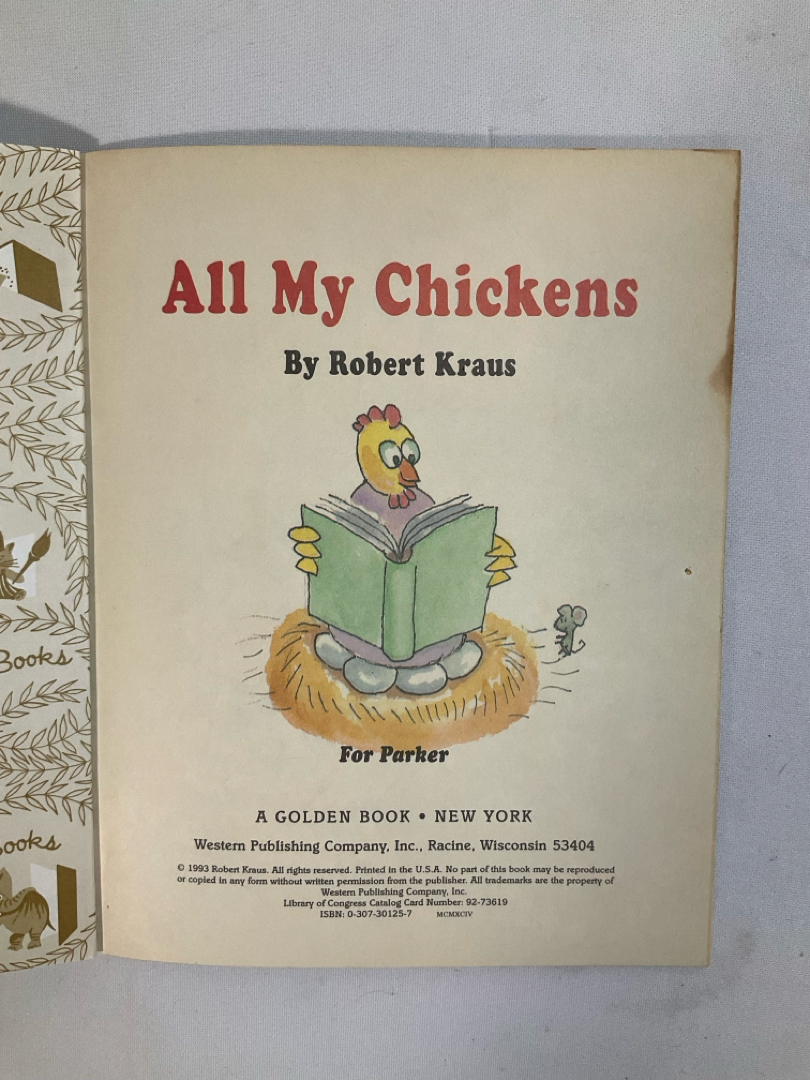 All My Chickens
By Robert Kraus
For Parker
A GOLDEN BOOK • NEW YORK
Western Publishing Company, Inc., Racine, Wisconsin 53404
© 1993 Robert Kraus. All rights reserved. Printed in the U.S.A. No part of this book may be reproduced
or copied in any form without written permission from the publisher. All trademarks are the property of
Western Publishing Company, Inc.
Library of Congress Catalog Card Number: 92-73619
ISBN: 0-307-30125-7 MCMXCIV
Books
ooks